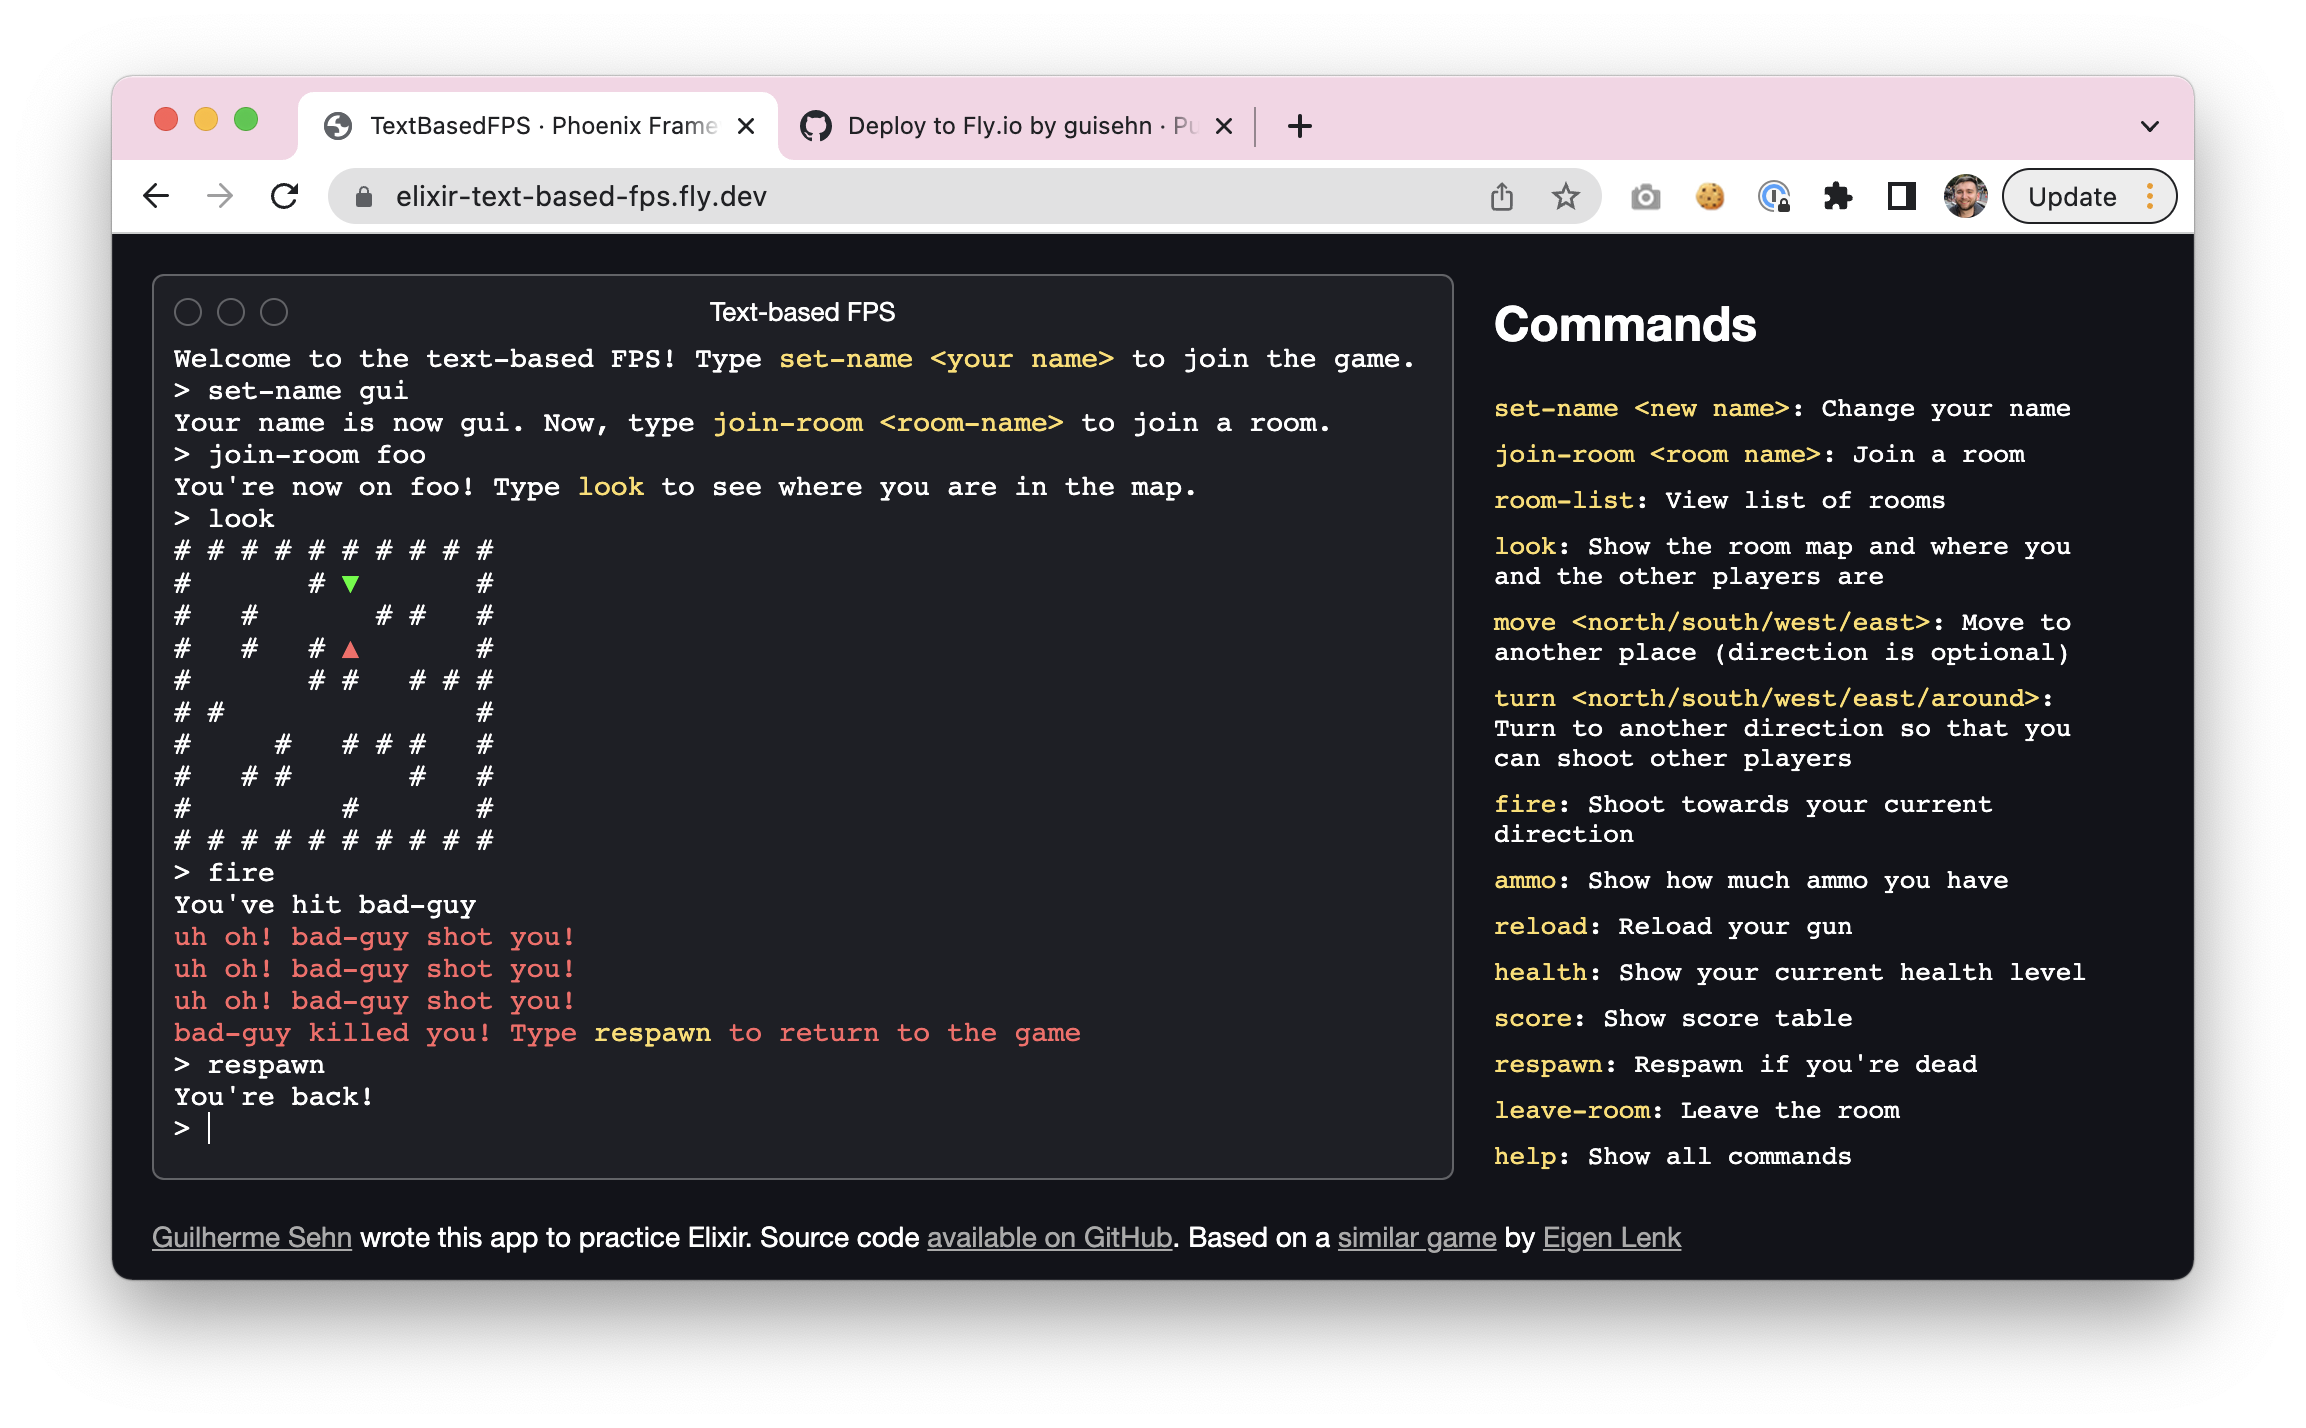 TextBasedFPS · Phoenix Frame
Deploy to Fly.io by guisehn · Pu
elixir-text-based-fps.fly.dev
Update
Text-based FPS
Welcome to the text-based FPS! Type set-name <your name> to join the game.
> set-name gui
Your name is now gui. Now, type join-room <room-name> to join a room.
> join-room foo
You're now on foo! Type look to see where you are in the map.
> look
# # # # # # # # # #
#       # ▼       #
#   #       # #   #
#   #   # ▲       #
#       # #   # # #
# #               #
#     #   # # #   #
#   # #       #   #
#         #       #
# # # # # # # # # #
> fire
You've hit bad-guy
uh oh! bad-guy shot you!
uh oh! bad-guy shot you!
uh oh! bad-guy shot you!
bad-guy killed you! Type respawn to return to the game
> respawn
You're back!
>
Commands
set-name <new name>: Change your name
join-room <room name>: Join a room
room-list: View list of rooms
look: Show the room map and where you
and the other players are
move <north/south/west/east>: Move to
another place (direction is optional)
turn <north/south/west/east/around>:
Turn to another direction so that you
can shoot other players
fire: Shoot towards your current
direction
ammo: Show how much ammo you have
reload: Reload your gun
health: Show your current health level
score: Show score table
respawn: Respawn if you're dead
leave-room: Leave the room
help: Show all commands
Guilherme Sehn wrote this app to practice Elixir. Source code available on GitHub. Based on a similar game by Eigen Lenk